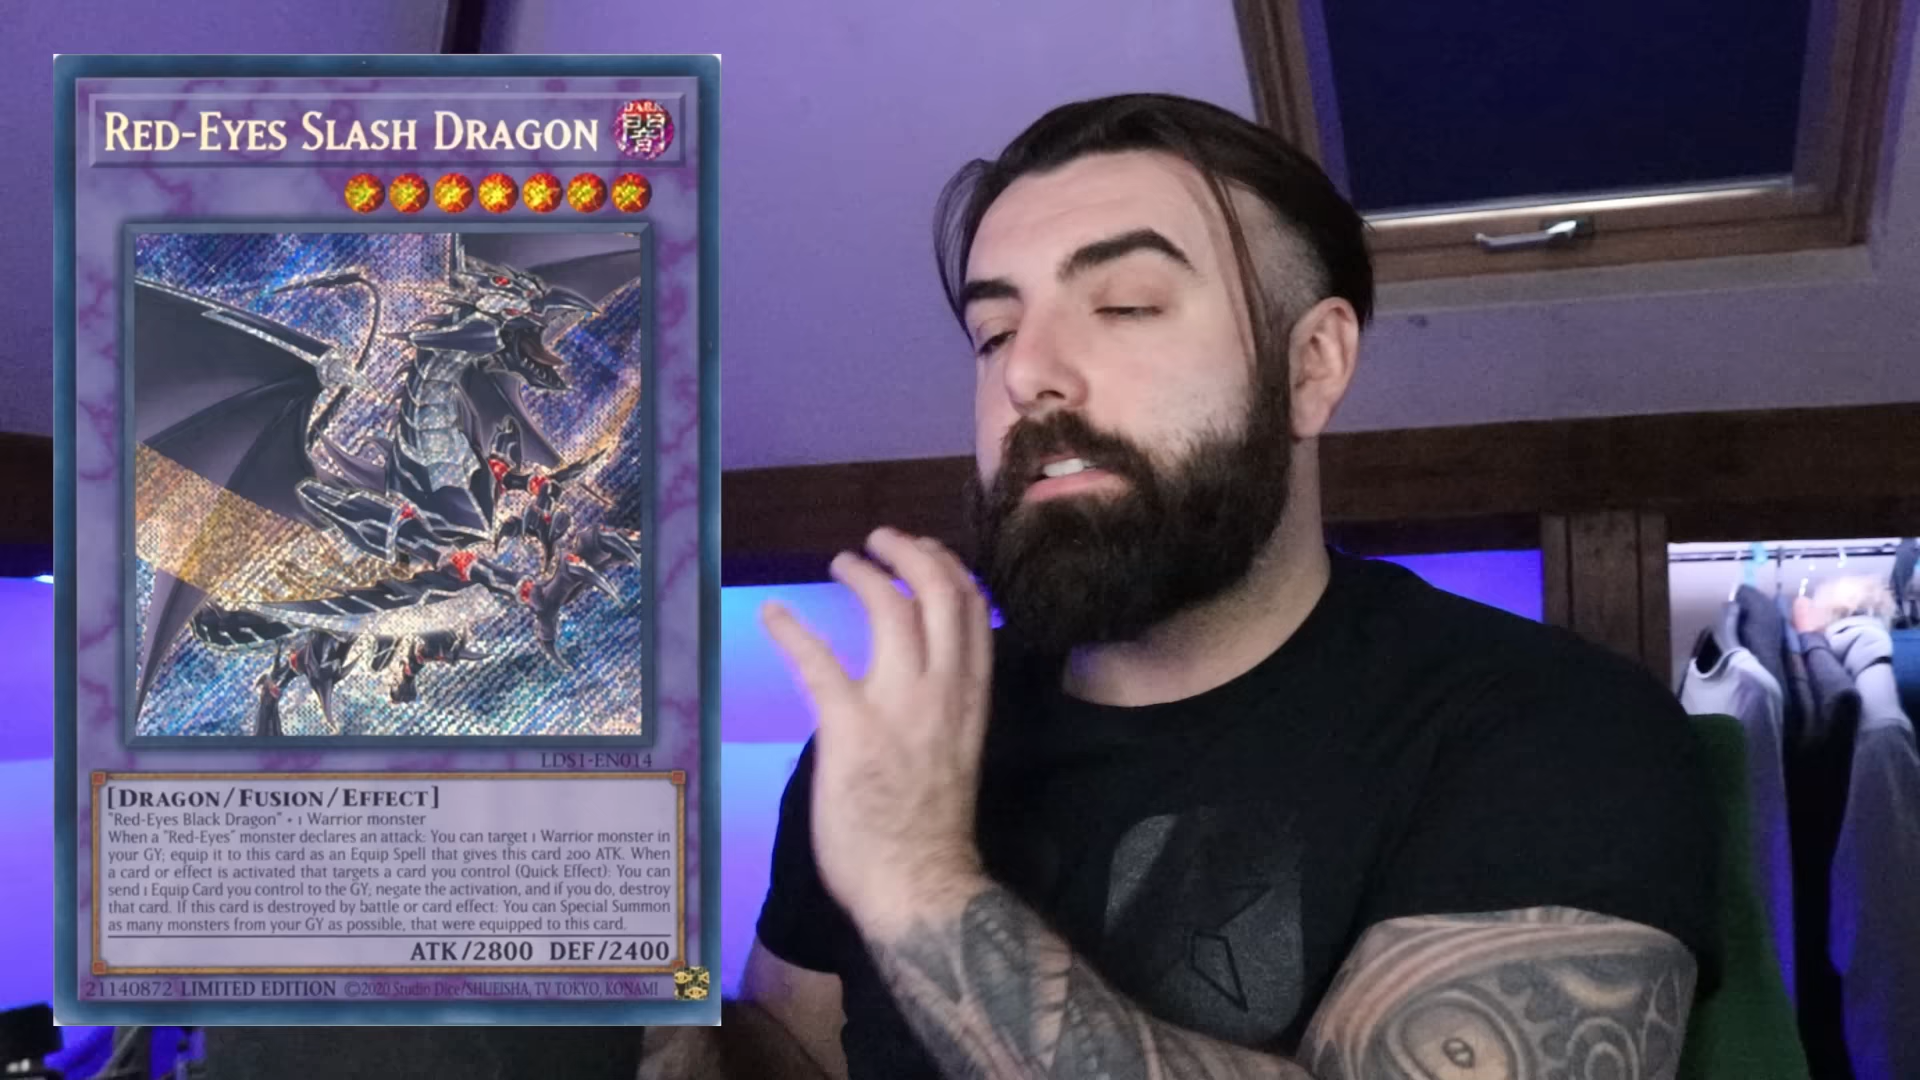 RED-EYES SLASH DRAGON
DARK
闇
LDS1-EN014
[DRAGON/FUSION/EFFECT]
"Red-Eyes Black Dragon" + 1 Warrior monster
When a "Red-Eyes" monster declares an attack: You can target 1 Warrior monster in
your GY; equip it to this card as an Equip Spell that gives this card 200 ATK. When
a card or effect is activated that targets a card you control (Quick Effect): You can
send 1 Equip Card you control to the GY; negate the activation, and if you do, destroy
that card. If this card is destroyed by battle or card effect: You can Special Summon
as many monsters from your GY as possible, that were equipped to this card.
ATK/2800 DEF/2400
21140872 LIMITED EDITION ©2020 Studio Dice/SHUEISHA, TV TOKYO, KONAMI